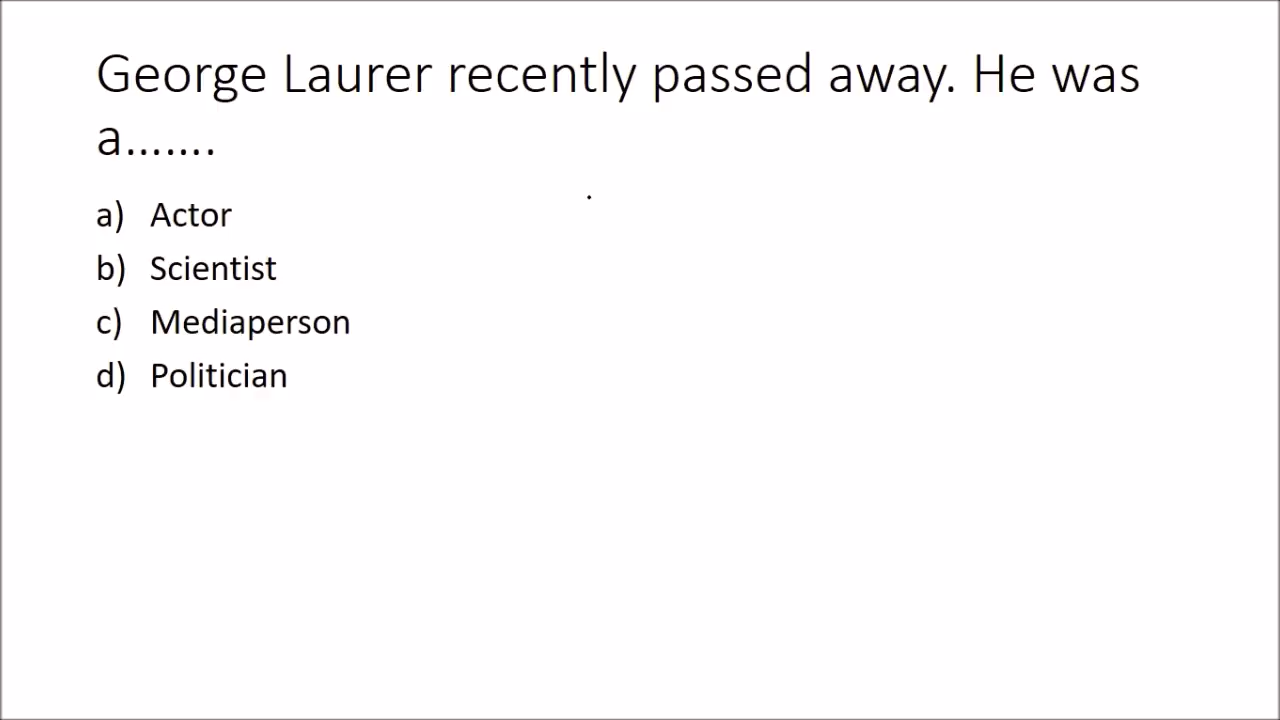 George Laurer recently passed away. He was
a.......
a) Actor
b) Scientist
c) Mediaperson
d) Politician